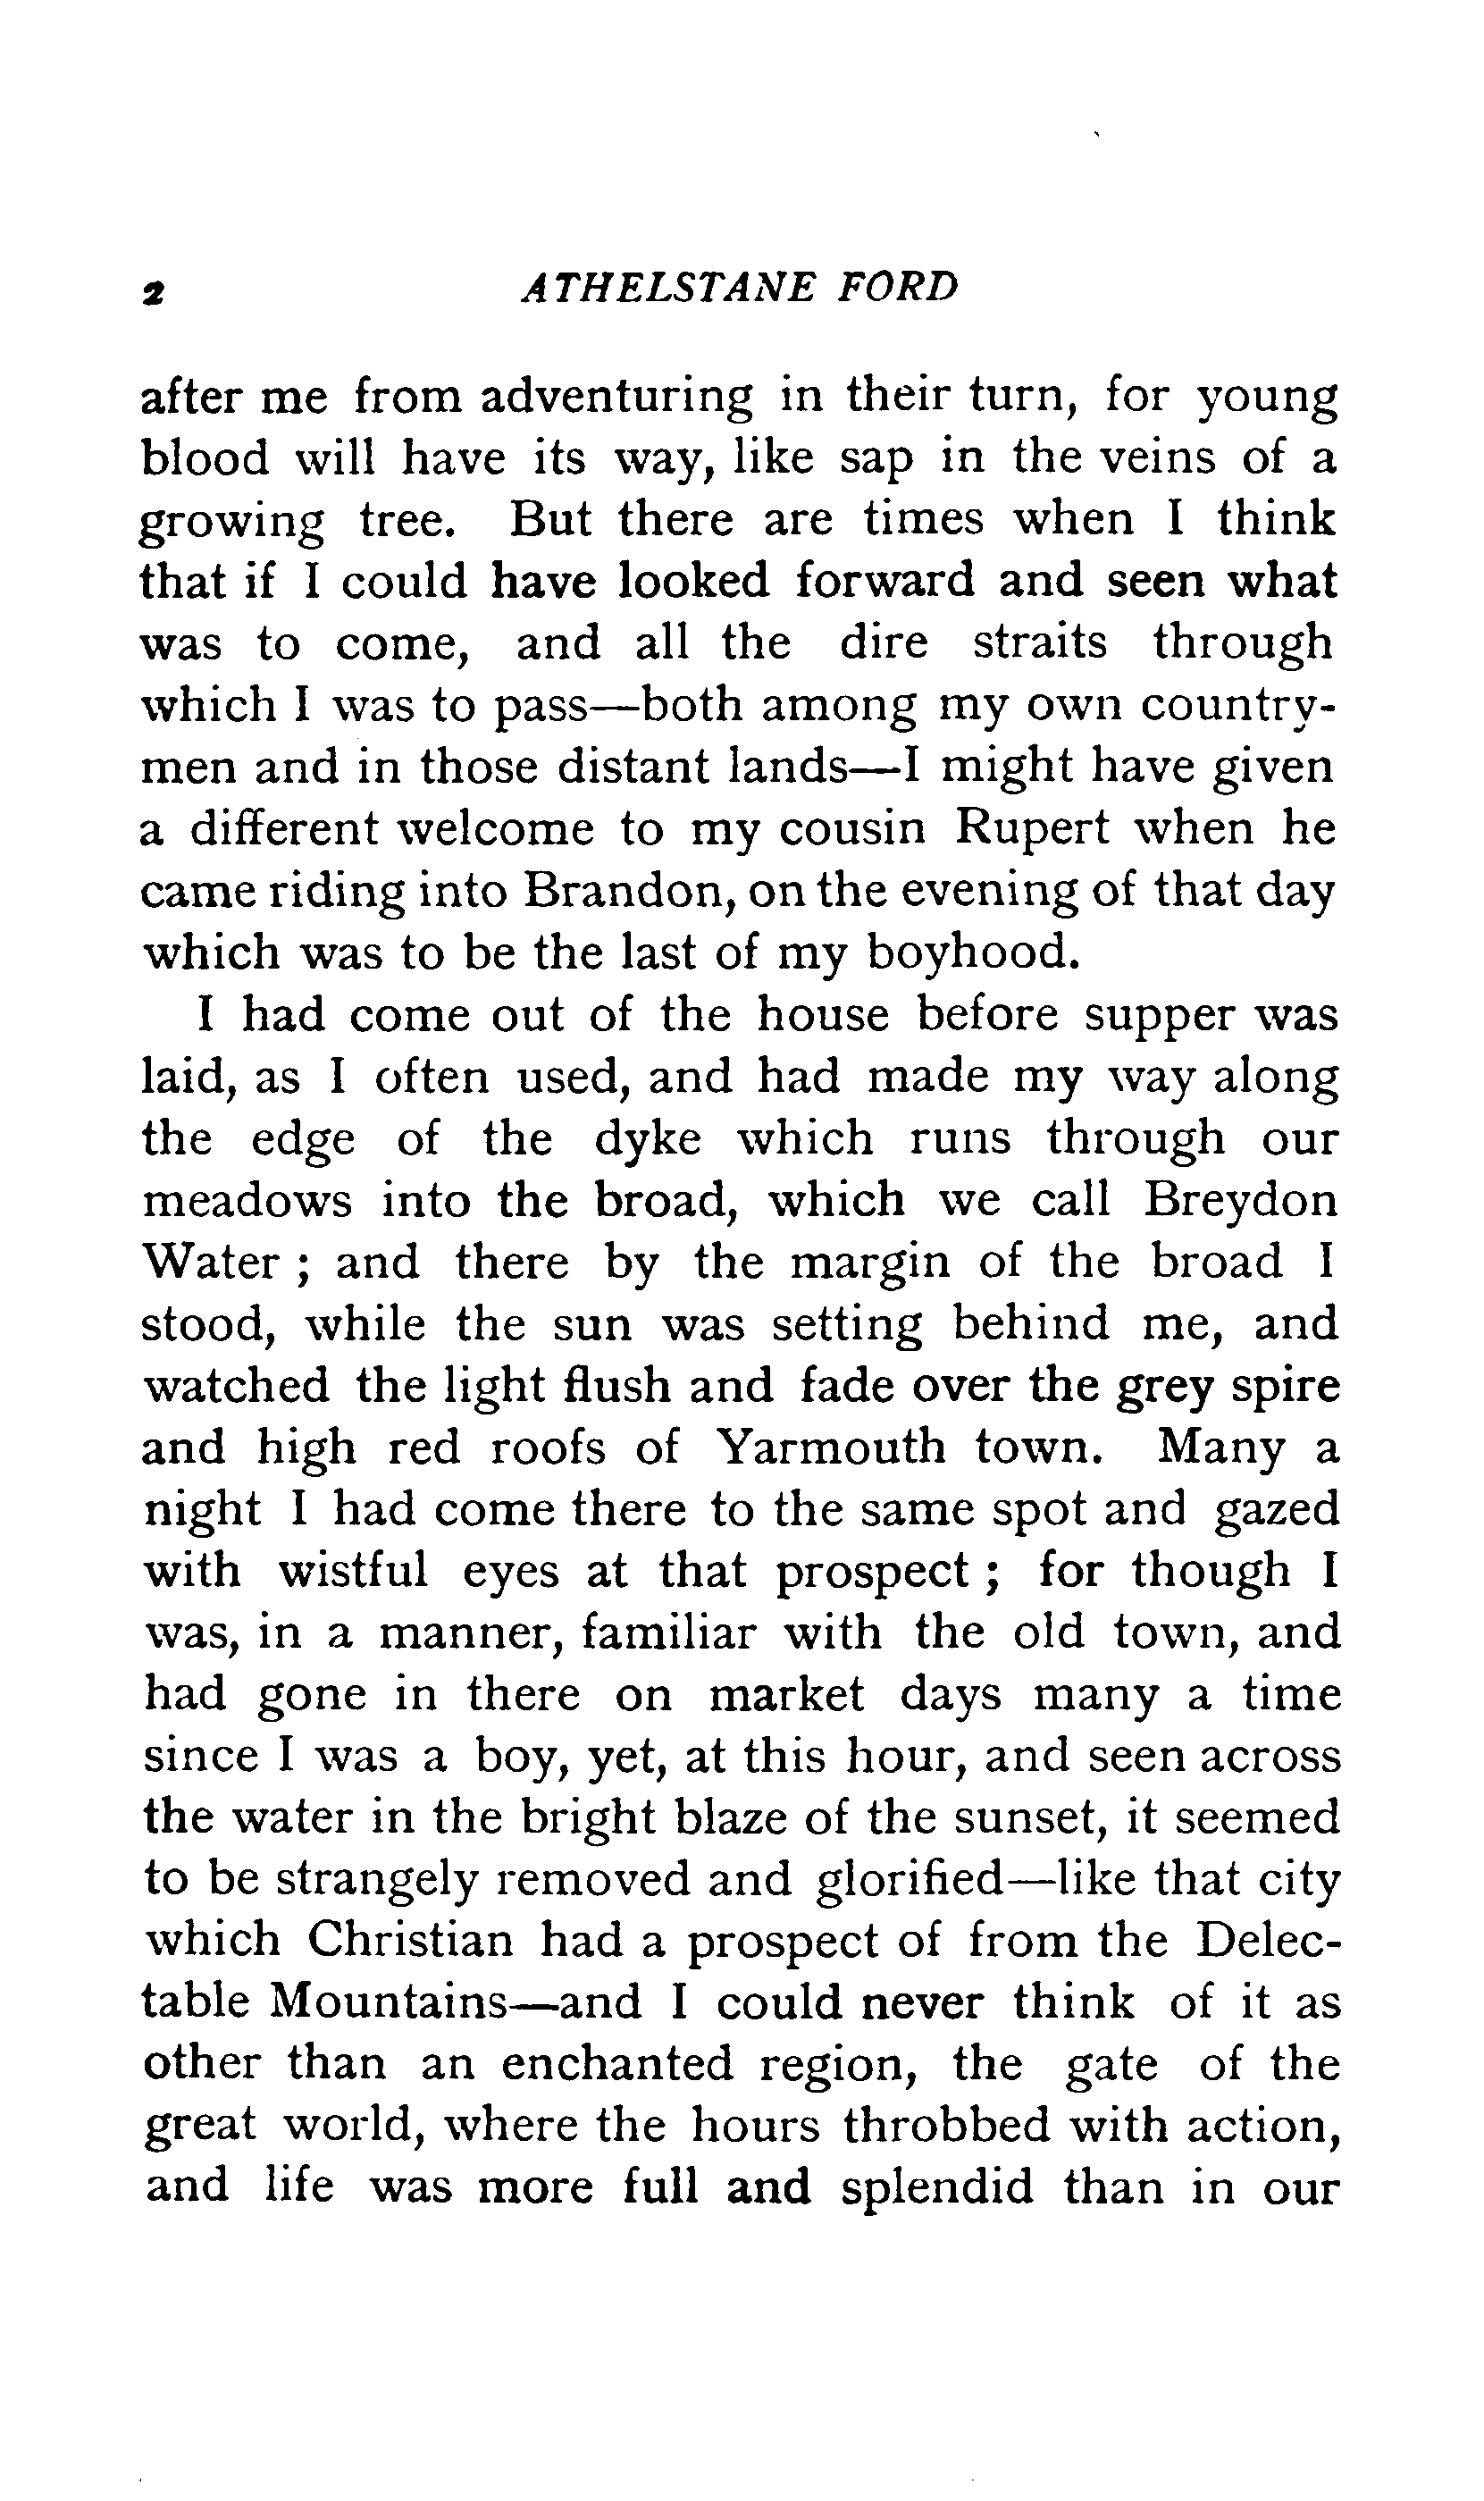 2 ATHELSTANE FORD
after me from adventuring in their turn, for young
blood will have its way, like sap in the veins of a
growing tree. But there are times when I think
that if I could have looked forward and seen what
was to come, and all the dire straits through
which I was to pass—both among my own country-
men and in those distant lands—I might have given
a different welcome to my cousin Rupert when he
came riding into Brandon, on the evening of that day
which was to be the last of my boyhood.
I had come out of the house before supper was
laid, as I often used, and had made my way along
the edge of the dyke which runs through our
meadows into the broad, which we call Breydon
Water ; and there by the margin of the broad I
stood, while the sun was setting behind me, and
watched the light flush and fade over the grey spire
and high red roofs of Yarmouth town. Many a
night I had come there to the same spot and gazed
with wistful eyes at that prospect ; for though I
was, in a manner, familiar with the old town, and
had gone in there on market days many a time
since I was a boy, yet, at this hour, and seen across
the water in the bright blaze of the sunset, it seemed
to be strangely removed and glorified—like that city
which Christian had a prospect of from the Delec-
table Mountains—and I could never think of it as
other than an enchanted region, the gate of the
great world, where the hours throbbed with action,
and life was more full and splendid than in our